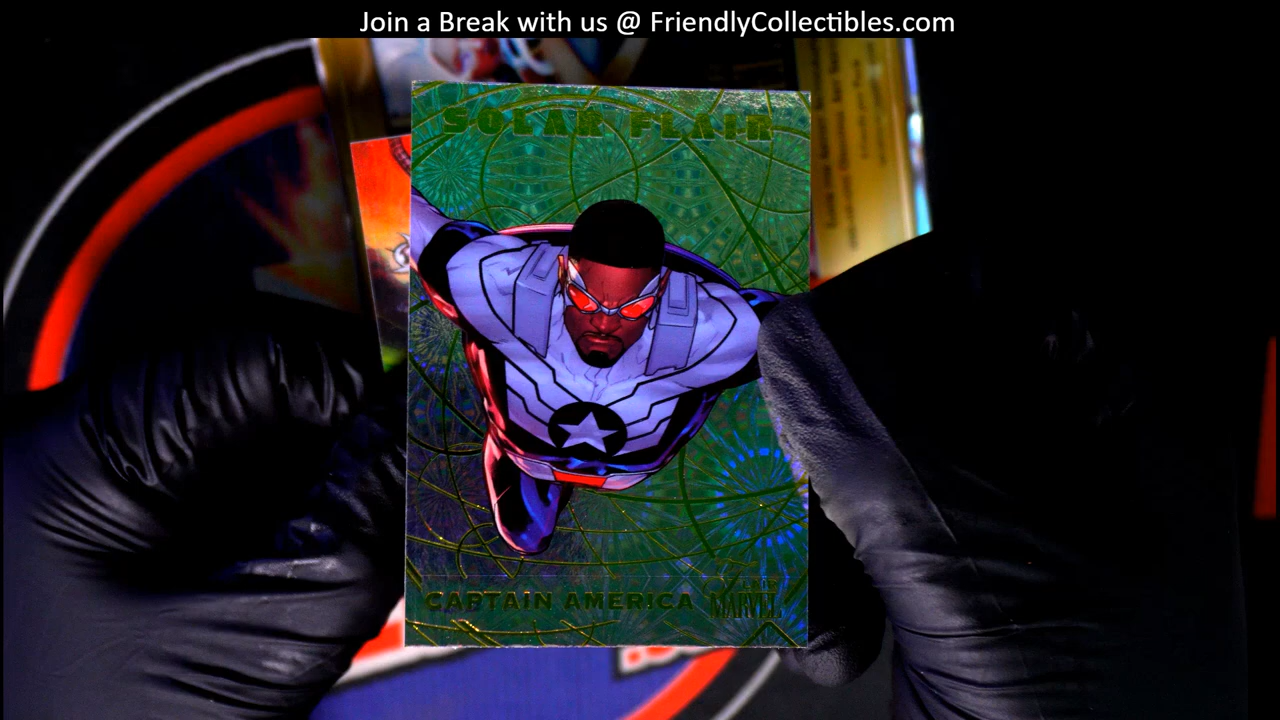 Join a Break with us @ FriendlyCollectibles.com
SOLAR FLAIR
CAPTAIN AMERICA
MARVEL